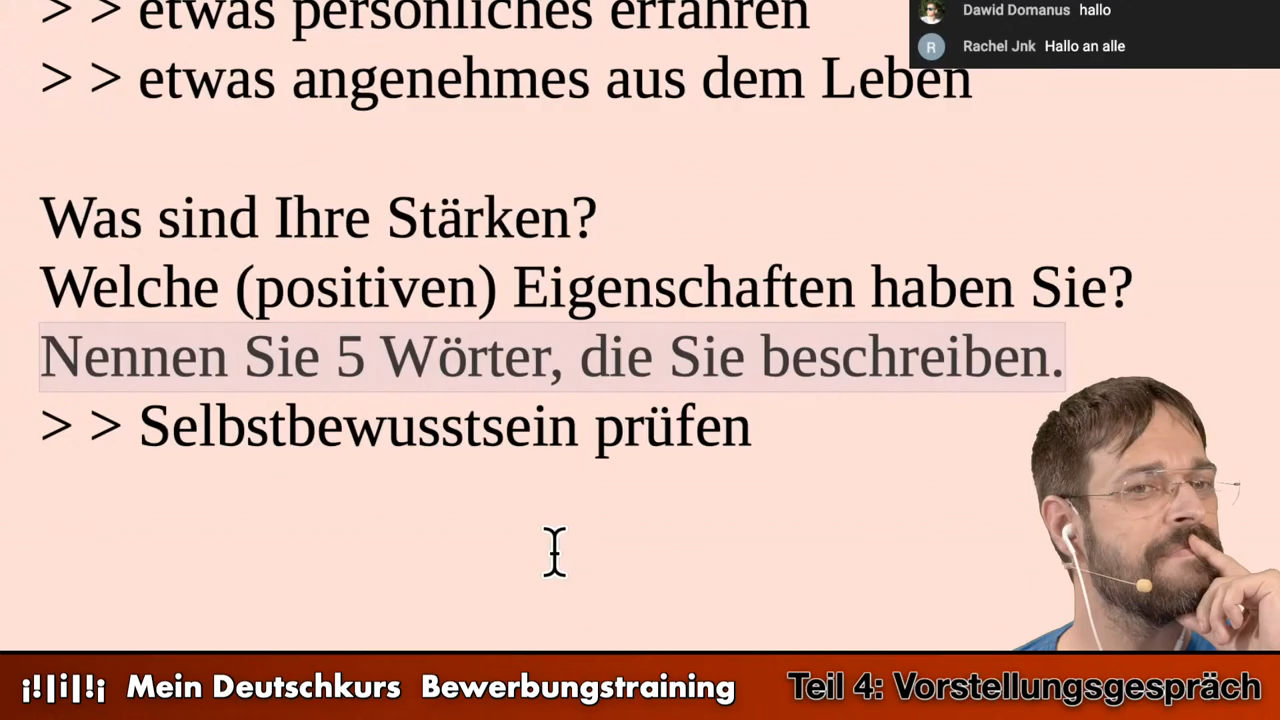 > > etwas persönliches erfahren
> > etwas angenehmes aus dem Leben
Dawid Domanus hallo
R Rachel Jnk Hallo an alle
Was sind Ihre Stärken?
Welche (positiven) Eigenschaften haben Sie?
Nennen Sie 5 Wörter, die Sie beschreiben.
> > Selbstbewusstsein prüfen
¡!|i|!¡ Mein Deutschkurs Bewerbungstraining Teil 4: Vorstellungsgespräch